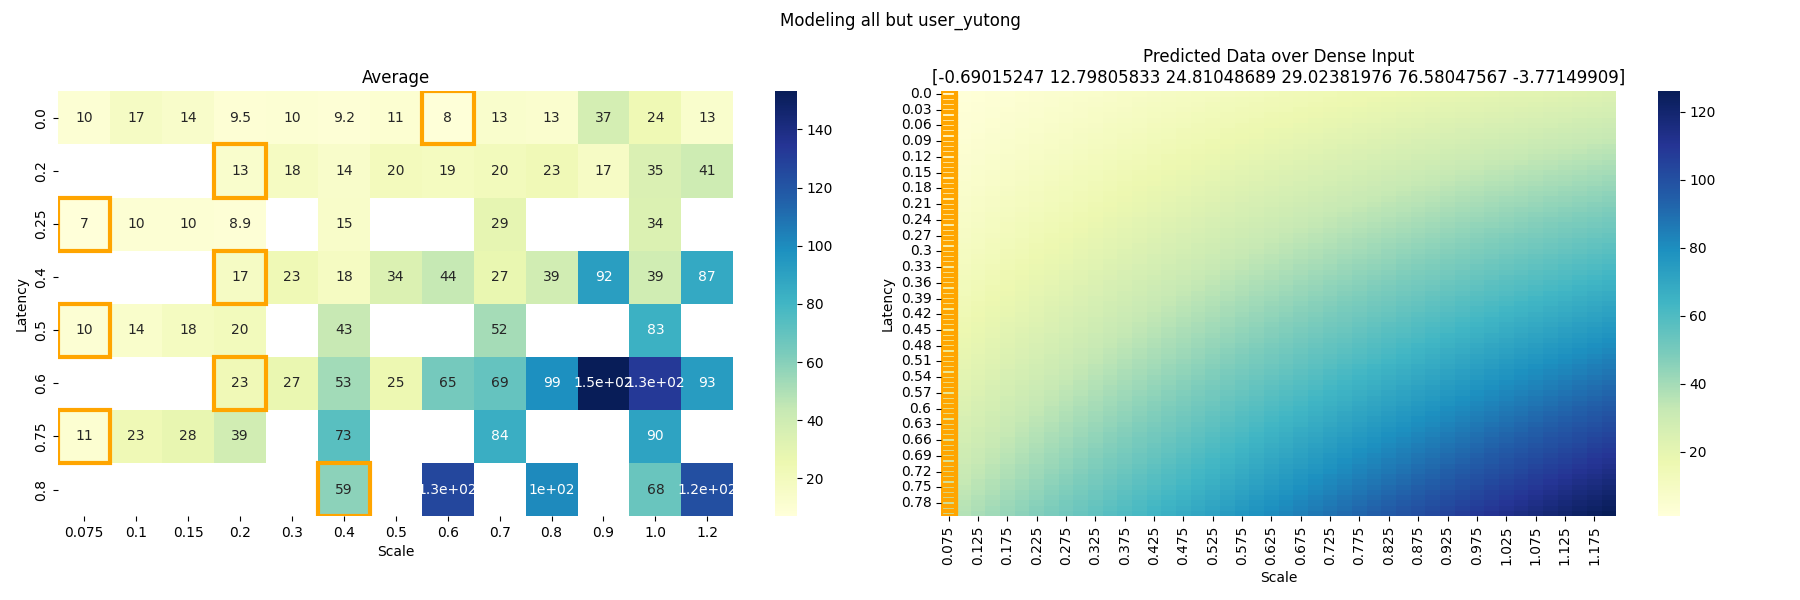 Modeling all but user_yutong
Average
0.0 10 17 14 9.5 10 9.2 11 8 13 13 37 24 13
0.2 13 18 14 20 19 20 23 17 35 41
0.25 7 10 10 8.9 15 29 34
0.4 17 23 18 34 44 27 39 92 39 87
0.5 10 14 18 20 43 52 83
0.6 23 27 53 25 65 69 99 1.5e+02 1.3e+02 93
0.75 11 23 28 39 73 84 90
0.8 59 1.3e+02 1e+02 68 1.2e+02
0.075 0.1 0.15 0.2 0.3 0.4 0.5 0.6 0.7 0.8 0.9 1.0 1.2
Scale
Latency
140
120
100
80
60
40
20
Predicted Data over Dense Input
[-0.69015247 12.79805833 24.81048689 29.02381976 76.58047567 -3.77149909]
0.0
0.03
0.06
0.09
0.12
0.15
0.18
0.21
0.24
0.27
0.3
0.33
0.36
0.39
0.42
0.45
0.48
0.51
0.54
0.57
0.6
0.63
0.66
0.69
0.72
0.75
0.78
Latency
0.075 0.125 0.175 0.225 0.275 0.325 0.375 0.425 0.475 0.525 0.575 0.625 0.675 0.725 0.775 0.825 0.875 0.925 0.975 1.025 1.075 1.125 1.175
Scale
120
100
80
60
40
20